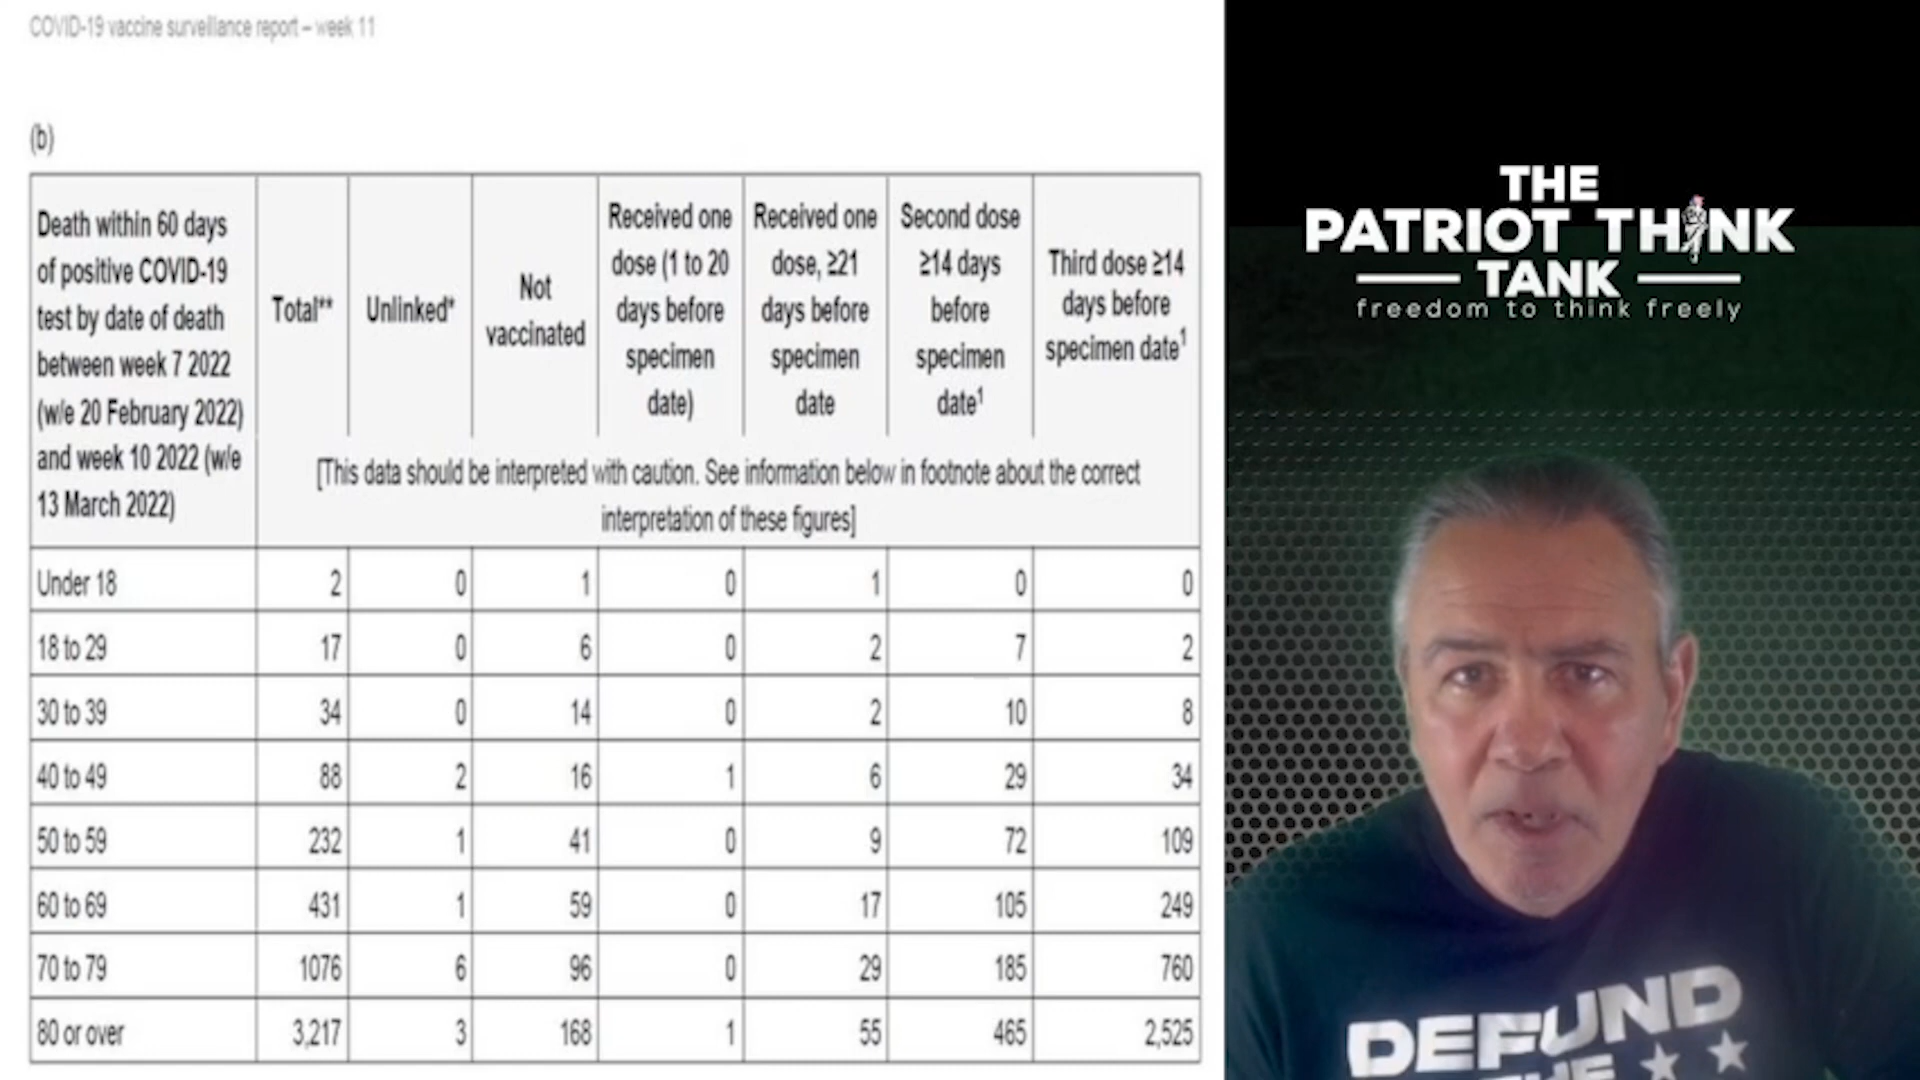 COVID-19 vaccine surveillance report – week 11
(b)
Death within 60 days
of positive COVID-19
test by date of death
between week 7 2022
(w/e 20 February 2022)
and week 10 2022 (w/e
13 March 2022)
Total**
Unlinked*
Not
vaccinated
Received one
dose (1 to 20
days before
specimen
date)
Received one
dose, ≥21
days before
specimen
date
Second dose
≥14 days
before
specimen
date¹
Third dose ≥14
days before
specimen date¹
[This data should be interpreted with caution. See information below in footnote about the correct
interpretation of these figures]
Under 18 2 0 1 0 1 0 0
18 to 29 17 0 6 0 2 7 2
30 to 39 34 0 14 0 2 10 8
40 to 49 88 2 16 1 6 29 34
50 to 59 232 1 41 0 9 72 109
60 to 69 431 1 59 0 17 105 249
70 to 79 1076 6 96 0 29 185 760
80 or over 3,217 3 168 1 55 465 2,525
THE
PATRIOT THINK
TANK
freedom to think freely
DEFUND
THE